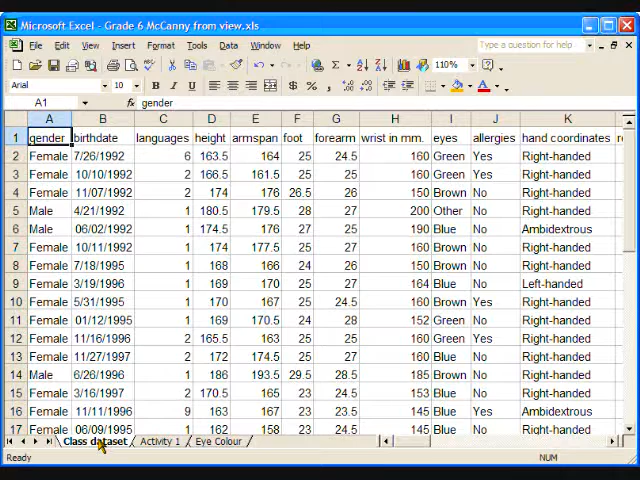 Microsoft Excel - Grade 6 McCanny from view.xls
File Edit View Insert Format Tools Data Window Help Type a question for help
110%
Arial 10 B I U $ % ,
A1 fx gender
A B C D E F G H I J K
1 gender birthdate languages height armspan foot forearm wrist in mm. eyes allergies hand coordinates
2 Female 7/26/1992 6 163.5 164 25 24.5 160 Green Yes Right-handed
3 Female 10/10/1992 2 166.5 161.5 25 25 160 Green Yes Right-handed
4 Female 11/07/1992 2 174 176 26.5 25 150 Brown No Right-handed
5 Male 4/21/1992 1 180.5 179.5 28 27 200 Other No Right-handed
6 Male 06/02/1992 1 174.5 176 27 25 190 Blue No Ambidextrous
7 Female 10/11/1992 1 174 177.5 25 27 160 Brown No Right-handed
8 Female 7/18/1995 1 168 166 24 26 150 Brown No Right-handed
9 Female 3/19/1996 1 169 170 25 27 164 Blue No Left-handed
10 Female 5/31/1995 1 170 167 25 24.5 160 Brown Yes Right-handed
11 Female 01/12/1995 1 169 170.5 24 28 152 Green No Right-handed
12 Female 11/16/1996 2 165.5 163 25 25 160 Green Yes Right-handed
13 Female 11/27/1997 2 172 174.5 25 27 160 Blue No Right-handed
14 Male 6/26/1996 1 186 193.5 29.5 28.5 185 Brown No Right-handed
15 Female 3/16/1997 2 170.5 165 23 24.5 153 Brown No Right-handed
16 Female 11/11/1996 9 163 167 23 23.5 145 Blue Yes Ambidextrous
17 Female 06/09/1995 1 162 158 23 24 145 Brown No Right-handed
Class dataset Activity 1 Eye Colour
Ready NUM